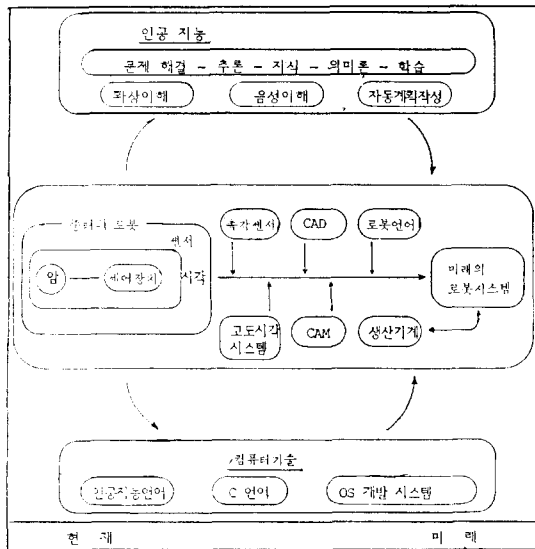 인공 지능
문제 해결 - 추론 - 지식 - 의미론 - 학습
화상이해 음성이해 자동계획작성
로봇
센서
암 제어장치 시각
촉각센서 CAD 로봇언어
미래의
로봇시스템
고도시각
시스템
CAM 생산기계
컴퓨터기술
인공지능언어 C 언어 OS 개발 시스템
현 재 미 래